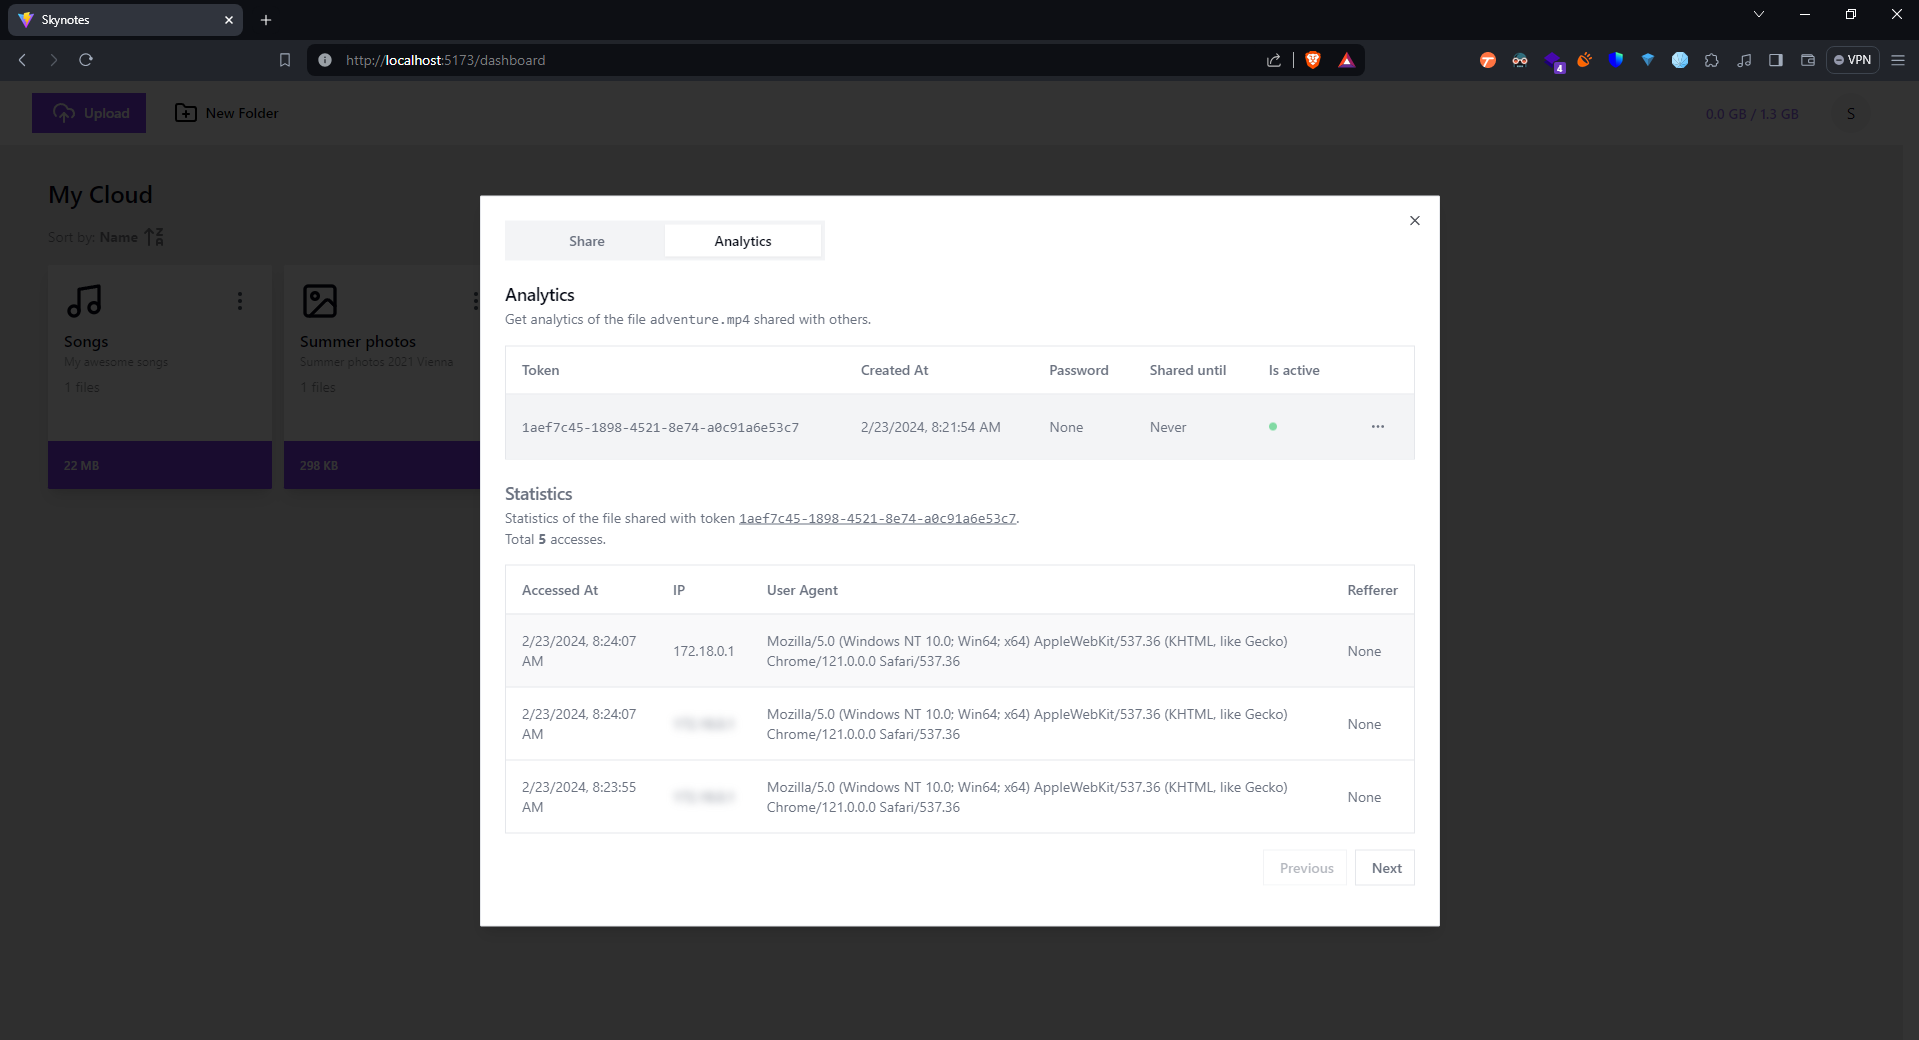 Skynotes
http://localhost:5173/dashboard
4
VPN
Upload
New Folder
0.0 GB / 1.3 GB
S
My Cloud
Sort by: Name
Songs
My awesome songs
1 files
22 MB
Summer photos
Summer photos 2021 Vienna
1 files
298 KB
Share
Analytics
Analytics
Get analytics of the file adventure.mp4 shared with others.
Token Created At Password Shared until Is active
1aef7c45-1898-4521-8e74-a0c91a6e53c7 2/23/2024, 8:21:54 AM None Never
Statistics
Statistics of the file shared with token 1aef7c45-1898-4521-8e74-a0c91a6e53c7.
Total 5 accesses.
Accessed At IP User Agent Refferer
2/23/2024, 8:24:07 AM 172.18.0.1 Mozilla/5.0 (Windows NT 10.0; Win64; x64) AppleWebKit/537.36 (KHTML, like Gecko) Chrome/121.0.0.0 Safari/537.36 None
2/23/2024, 8:24:07 AM Mozilla/5.0 (Windows NT 10.0; Win64; x64) AppleWebKit/537.36 (KHTML, like Gecko) Chrome/121.0.0.0 Safari/537.36 None
2/23/2024, 8:23:55 AM Mozilla/5.0 (Windows NT 10.0; Win64; x64) AppleWebKit/537.36 (KHTML, like Gecko) Chrome/121.0.0.0 Safari/537.36 None
Previous
Next